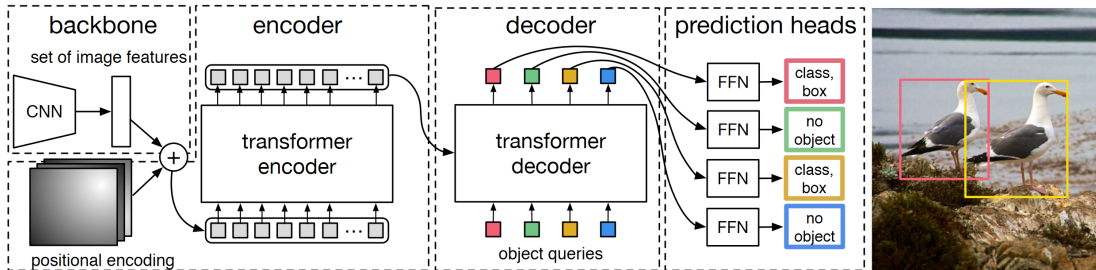 backbone
set of image features
CNN
+
positional encoding
encoder
...
transformer
encoder
...
decoder
transformer
decoder
object queries
prediction heads
FFN
class,
box
FFN
no
object
FFN
class,
box
FFN
no
object